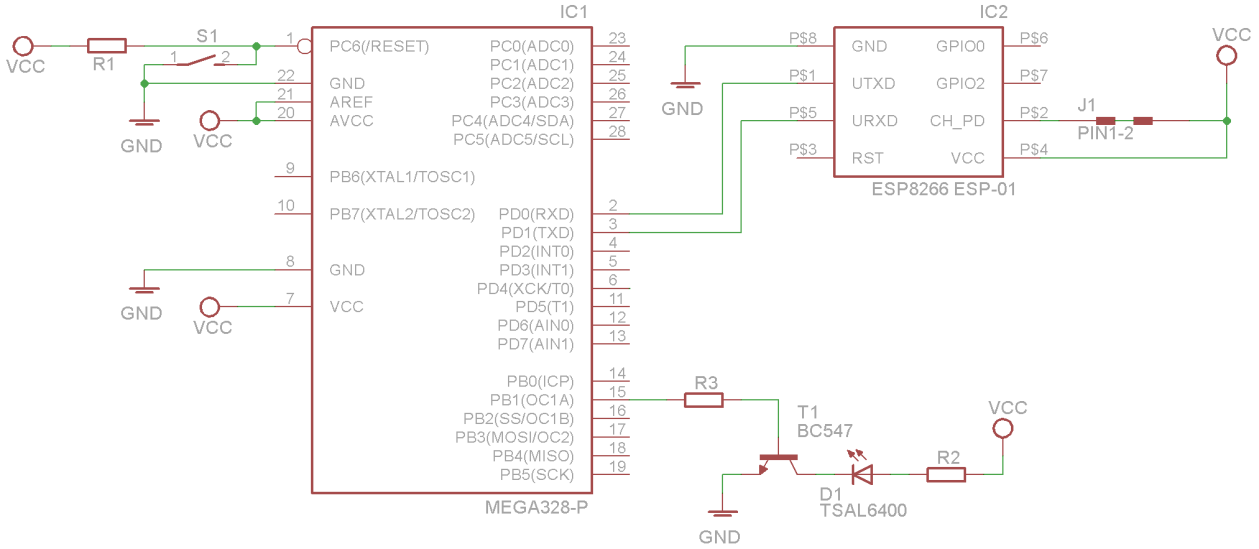 IC1
IC2
VCC
R1
S1
1
2
GND
VCC
GND
VCC
1
22
21
20
9
10
8
7
PC6(/RESET)
GND
AREF
AVCC
PB6(XTAL1/TOSC1)
PB7(XTAL2/TOSC2)
GND
VCC
PC0(ADC0)
PC1(ADC1)
PC2(ADC2)
PC3(ADC3)
PC4(ADC4/SDA)
PC5(ADC5/SCL)
PD0(RXD)
PD1(TXD)
PD2(INT0)
PD3(INT1)
PD4(XCK/T0)
PD5(T1)
PD6(AIN0)
PD7(AIN1)
PB0(ICP)
PB1(OC1A)
PB2(SS/OC1B)
PB3(MOSI/OC2)
PB4(MISO)
PB5(SCK)
23
24
25
26
27
28
2
3
4
5
6
11
12
13
14
15
16
17
18
19
MEGA328-P
GND
P$8
P$1
P$5
P$3
GND
UTXD
URXD
RST
GPIO0
GPIO2
CH_PD
VCC
P$6
P$7
P$2
P$4
ESP8266 ESP-01
J1
PIN1-2
VCC
R3
T1
BC547
GND
D1
TSAL6400
R2
VCC